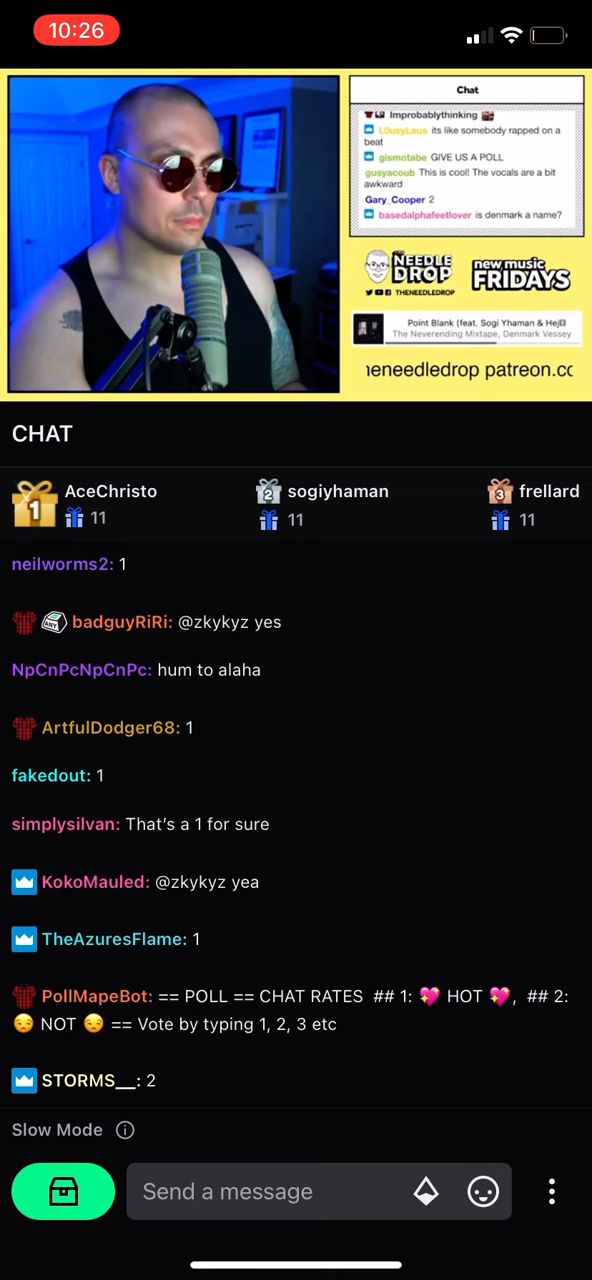 10:26
Chat
Improbablythinking
L0usyLaus its like somebody rapped on a
beat
gismotabe GIVE US A POLL
gusyacoub This is cool! The vocals are a bit
awkward
Gary_Cooper 2
basedalphafeetlover is denmark a name?
THE
NEEDLE
DROP
THENEEDLEDROP
new music
FRIDAYS
Point Blank (feat. Sogi Yhaman & Hej
The Neverending Mixtape, Denmark Vessey
heneedledrop patreon.cc
CHAT
1 AceChristo
11
2 sogiyhaman
11
3 frellard
11
neilworms2: 1
ANY badguyRiRi: @zkykyz yes
NpCnPcNpCnPc: hum to alaha
ArtfulDodger68: 1
fakedout: 1
simplysilvan: That's a 1 for sure
KokoMauled: @zkykyz yea
TheAzuresFlame: 1
PollMapeBot: == POLL == CHAT RATES ## 1: 💖 HOT 💖, ## 2:
😒 NOT 😒 == Vote by typing 1, 2, 3 etc
STORMS__: 2
Slow Mode
Send a message